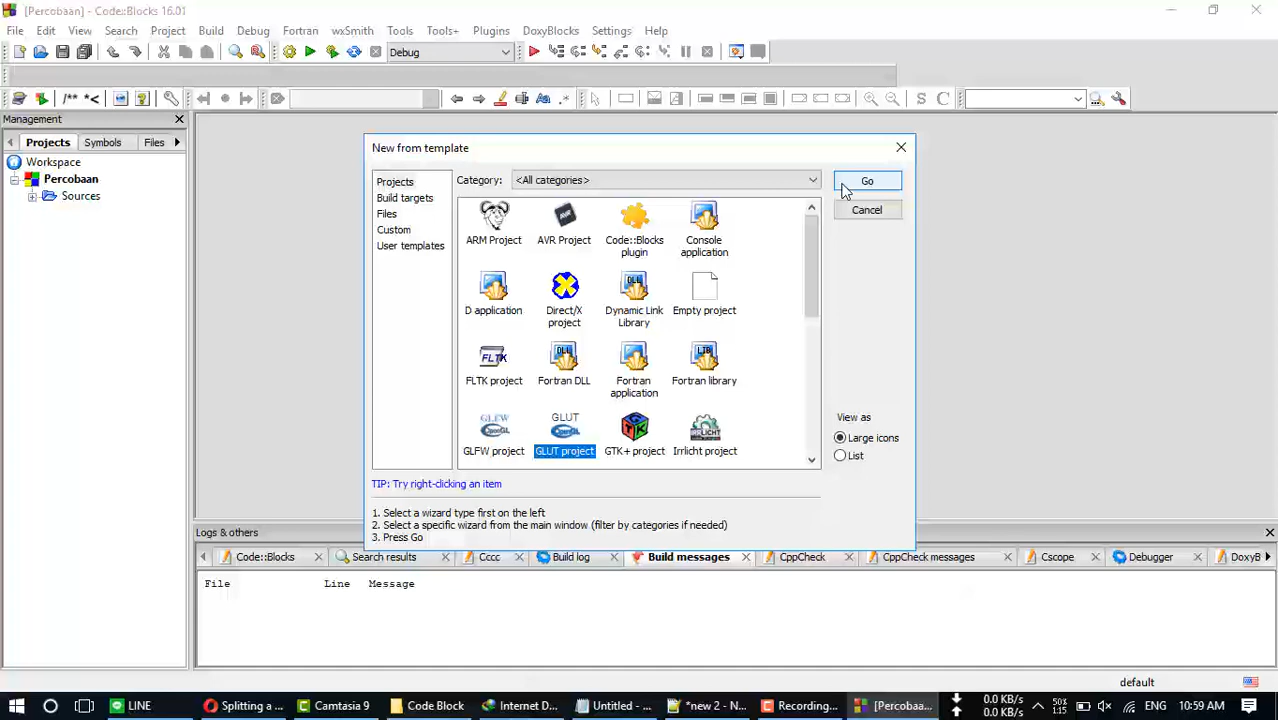 [Percobaan] - Code::Blocks 16.01
File Edit View Search Project Build Debug Fortran wxSmith Tools Tools+ Plugins DoxyBlocks Settings Help
Debug
/** *<
S C
Management
Projects Symbols Files
Workspace
Percobaan
Sources
New from template
Projects
Build targets
Files
Custom
User templates
Category: <All categories>
Go
Cancel
ARM Project AVR Project Code::Blocks plugin Console application
D application Direct/X project Dynamic Link Library Empty project
FLTK project Fortran DLL Fortran application Fortran library
GLFW project GLUT project GTK+ project Irrlicht project
View as
Large icons
List
TIP: Try right-clicking an item
1. Select a wizard type first on the left
2. Select a specific wizard from the main window (filter by categories if needed)
3. Press Go
Logs & others
Code::Blocks Search results Cccc Build log Build messages CppCheck CppCheck messages Cscope Debugger DoxyB
File Line Message
default
LINE Splitting a ... Camtasia 9 Code Block Internet D... Untitled - ... *new 2 - N... Recording... [Percobaa...
0.0 KB/s
0.0 KB/s
50%
1:15
ENG 10:59 AM